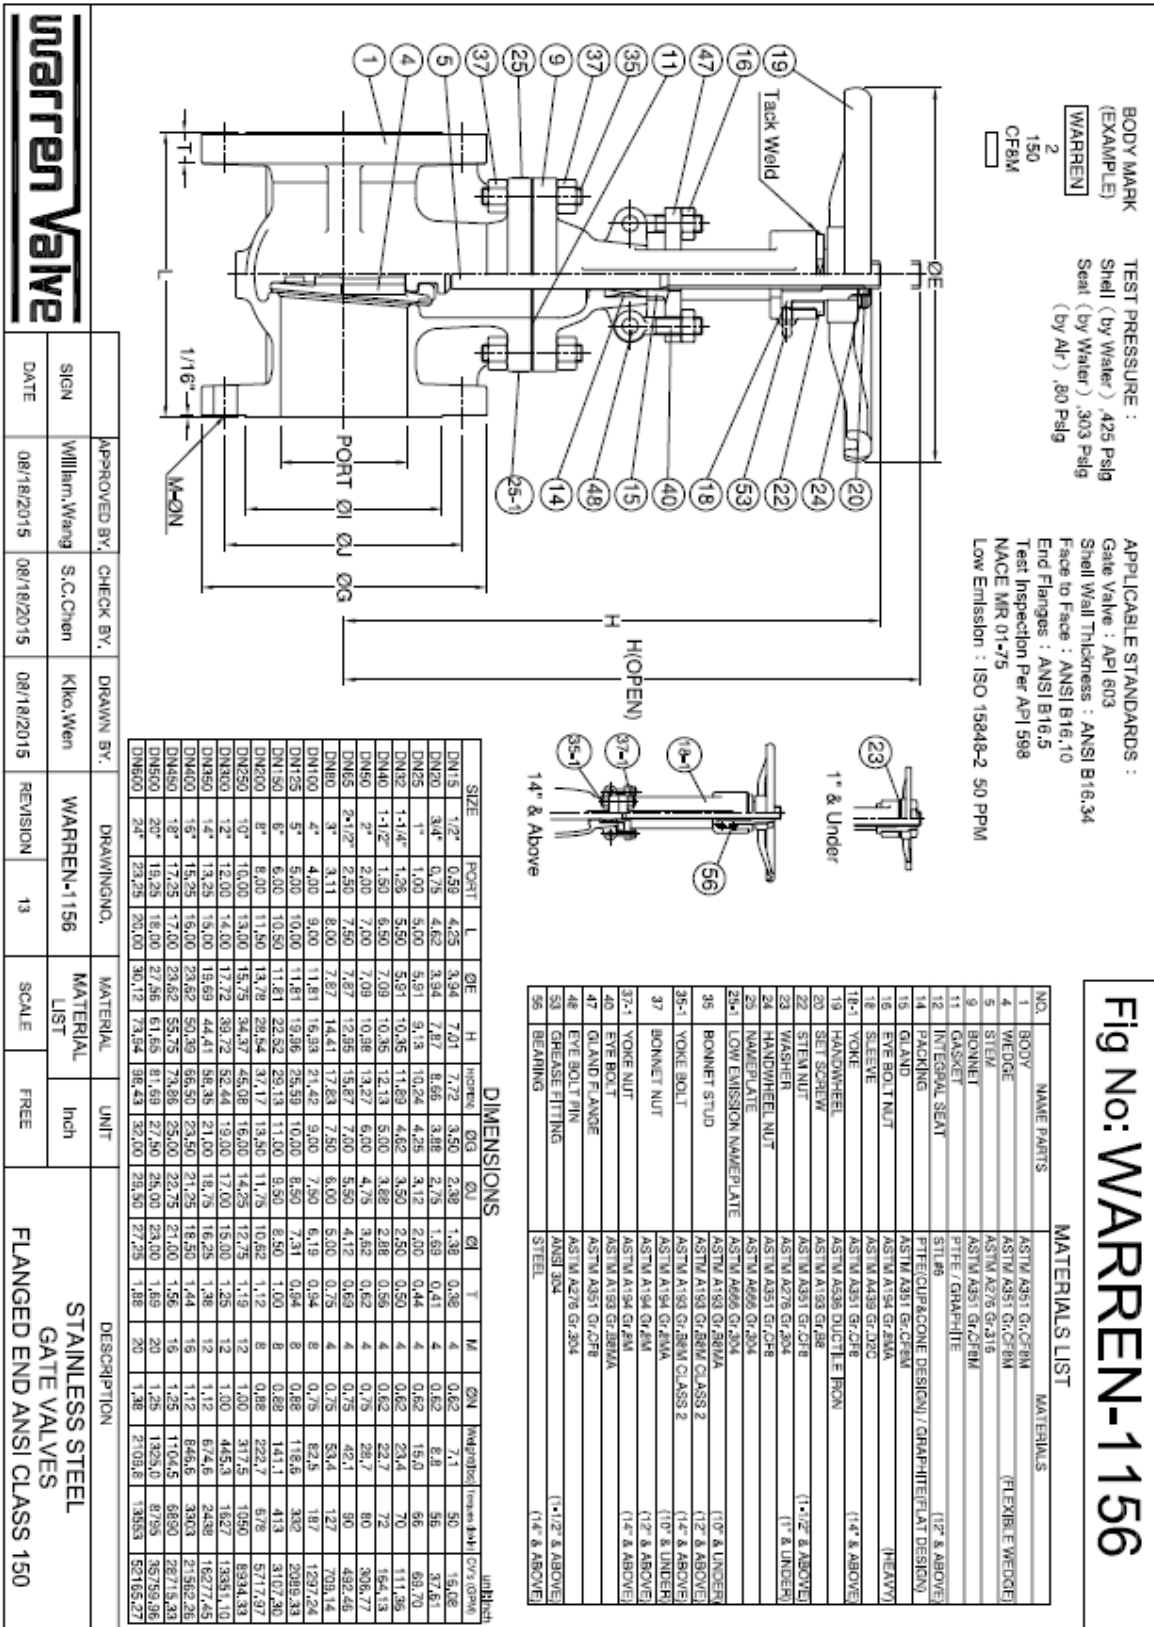 Fig No: WARREN-1156
BODY MARK
(EXAMPLE)
WARREN
2
150
CF8M
TEST PRESSURE :
Shell ( by Water ) ,425 Psig
Seat ( by Water ) ,303 Psig
( by Air ) ,80 Psig
APPLICABLE STANDARDS :
Gate Valve : API 603
Shell Wall Thickness : ANSI B16.34
Face to Face : ANSI B16.10
End Flanges : ANSI B16.5
Test Inspection Per API 598
NACE MR 01-75
Low Emission : ISO 15848-2 50 PPM
19
16
47
11
35
37
9
25
37
5
4
1
Tack Weld
ØE
20
24
22
53
18
40
15
48
14
25-1
T
L
1/16"
M-ØN
PORT ØI ØJ ØG
H
H(OPEN)
23
1" & Under
18-1
37-1
35-1
56
14" & Above
MATERIALS LIST
NO. NAME PARTS MATERIALS
1 BODY ASTM A351 Gr.CF8M
4 WEDGE ASTM A351 Gr.CF8M (FLEXIBLE WEDGE)
5 STEM ASTM A276 Gr.316
9 BONNET ASTM A351 Gr.CF8M
11 GASKET PTFE / GRAPHITE
12 INTEGRAL SEAT STL#6 (12" & ABOVE)
14 PACKING PTFE(CUP&CONE DESIGN) / GRAPHITE(FLAT DESIGN)
15 GLAND ASTM A351 Gr.CF8M
16 EYE BOLT NUT ASTM A194 Gr.8MA (HEAVY)
18 SLEEVE ASTM A439 Gr.D2C
18-1 YOKE ASTM A351 Gr.CF8 (14" & ABOVE)
19 HANDWHEEL ASTM A536 DUCTILE IRON
20 SET SCREW ASTM A193 Gr.B8
22 STEM NUT ASTM A351 Gr.CF8 (1-1/2" & ABOVE)
23 WASHER ASTM A276 Gr.304 (1" & UNDER)
24 HANDWHEEL NUT ASTM A351 Gr.CF8
25 NAMEPLATE ASTM A666 Gr.304
25-1 LOW EMISSION NAMEPLATE ASTM A666 Gr.304
35 BONNET STUD ASTM A193 Gr.B8MA (10" & UNDER)
ASTM A193 Gr.B8M CLASS 2 (12" & ABOVE)
35-1 YOKE BOLT ASTM A193 Gr.B8M CLASS 2 (14" & ABOVE)
37 BONNET NUT ASTM A194 Gr.8MA (10" & UNDER)
ASTM A194 Gr.8M (12" & ABOVE)
37-1 YOKE NUT ASTM A194 Gr.8M (14" & ABOVE)
40 EYE BOLT ASTM A193 Gr.B8MA
47 GLAND FLANGE ASTM A351 Gr.CF8
48 EYE BOLT PIN ASTM A276 Gr.304
53 GREASE FITTING ANSI 304 (1-1/2" & ABOVE)
56 BEARING STEEL (14" & ABOVE)
DIMENSIONS
unit:Inch
SIZE PORT L ØE H H(OPEN) ØG ØJ ØI T M ØN Weight(lbs) Torques(lb-in) CV'S (GPM)
DN15 1/2" 0.59 4.25 3.94 7.01 7.72 3.50 2.38 1.38 0.38 4 0.62 7.1 50 16.08
DN20 3/4" 0.75 4.62 3.94 7.87 8.66 3.88 2.75 1.69 0.41 4 0.62 8.8 56 37.61
DN25 1" 1.00 5.00 5.91 9.13 10.24 4.25 3.12 2.00 0.44 4 0.62 15.0 66 69.70
DN32 1-1/4" 1.26 5.50 5.91 10.35 11.89 4.62 3.50 2.50 0.50 4 0.62 23.4 70 111.36
DN40 1-1/2" 1.50 6.50 7.09 10.35 12.13 5.00 3.88 2.88 0.56 4 0.62 22.7 72 164.13
DN50 2" 2.00 7.00 7.09 10.98 13.27 6.00 4.75 3.62 0.62 4 0.75 28.7 80 306.77
DN65 2-1/2" 2.50 7.50 7.87 12.95 15.87 7.00 5.50 4.12 0.69 4 0.75 42.1 90 492.46
DN80 3" 3.11 8.00 7.87 14.41 17.83 7.50 6.00 5.00 0.75 4 0.75 53.4 127 799.14
DN100 4" 4.00 9.00 11.81 16.93 21.42 9.00 7.50 6.19 0.94 8 0.75 82.5 187 1297.24
DN125 5" 5.00 10.00 11.81 19.96 25.59 10.00 8.50 7.31 0.94 8 0.88 118.6 332 2089.33
DN150 6" 6.00 10.50 11.81 22.52 29.13 11.00 9.50 8.50 1.00 8 0.88 141.1 413 3107.30
DN200 8" 8.00 11.50 13.78 28.54 37.17 13.50 11.75 10.62 1.12 8 0.88 222.7 678 5717.97
DN250 10" 10.00 13.00 15.75 34.37 45.08 16.00 14.25 12.75 1.19 12 1.00 317.5 1050 8934.33
DN300 12" 12.00 14.00 17.72 39.72 52.44 19.00 17.00 15.00 1.25 12 1.00 445.3 1627 13351.10
DN350 14" 13.25 15.00 19.69 44.41 58.35 21.00 18.75 16.25 1.38 12 1.12 674.6 2438 16277.45
DN400 16" 15.25 16.00 23.62 50.39 66.50 23.50 21.25 18.50 1.44 16 1.12 846.6 3303 21562.26
DN450 18" 17.25 17.00 23.62 55.75 73.86 25.00 22.75 21.00 1.56 16 1.25 1104.5 6890 28715.33
DN500 20" 19.25 18.00 27.56 61.65 81.69 27.50 25.00 23.00 1.69 20 1.25 1325.0 8795 35759.96
DN600 24" 23.25 20.00 30.12 73.94 98.43 32.00 29.50 27.25 1.88 20 1.38 2109.8 13553 52165.27
Warren Valve
APPROVED BY. CHECK BY. DRAWN BY. DRAWINGNO. MATERIAL UNIT DESCRIPTION
SIGN William.Wang S.C.Chen Kiko.Wen WARREN-1156 MATERIAL LIST Inch
DATE 08/18/2015 08/18/2015 08/18/2015 REVISION 13 SCALE FREE
STAINLESS STEEL
GATE VALVES
FLANGED END ANSI CLASS 150